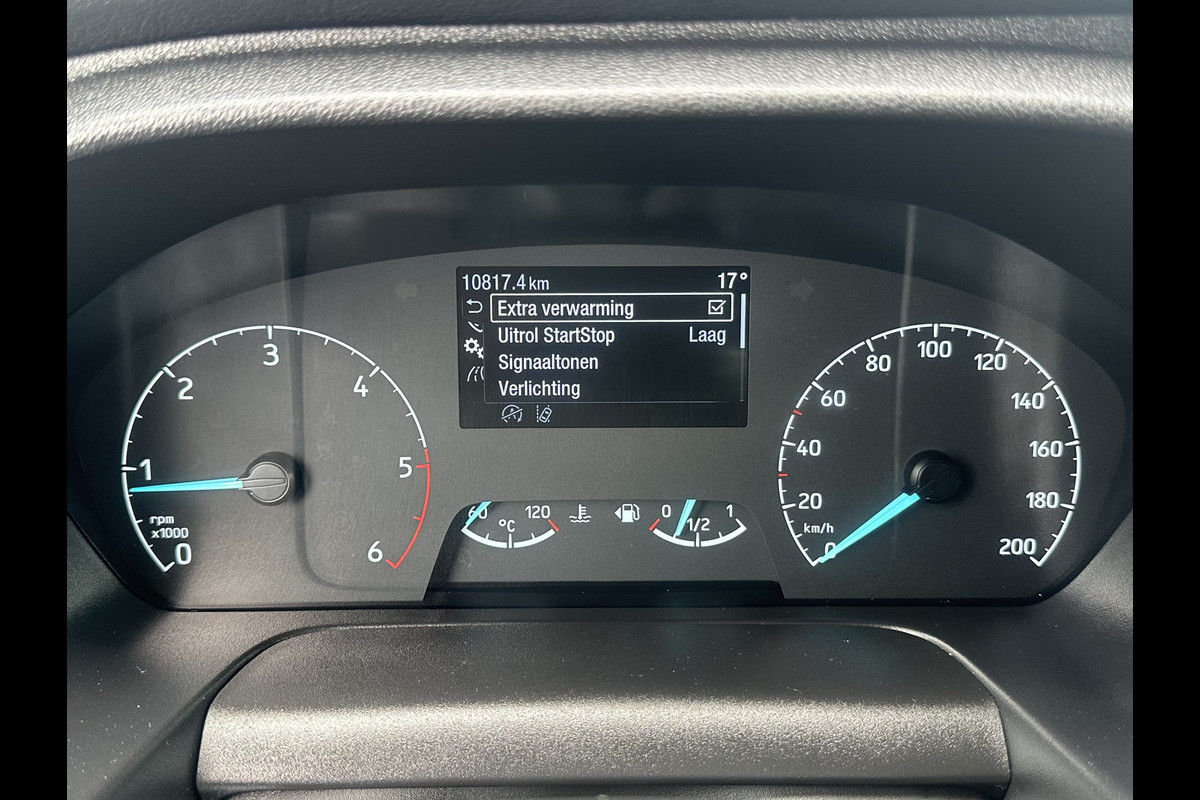 10817.4 km 17°
Extra verwarming
Uitrol StartStop Laag
Signaaltonen
Verlichting
0 1 2 3 4 5 6
rpm
x1000
60 120
°C
0 1/2 1
0 20 40 60 80 100 120 140 160 180 200
km/h